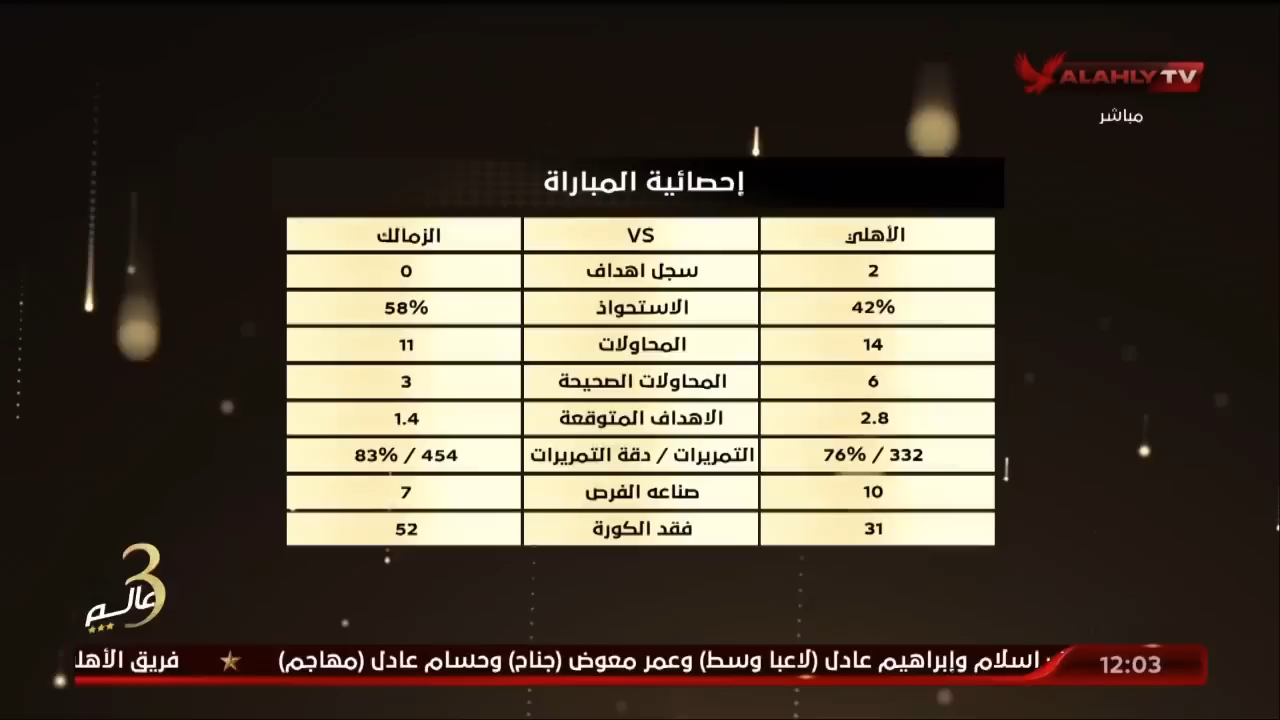 ALAHLY TV
مباشر
إحصائية المباراة
الأهلي VS الزمالك
2 سجل اهداف 0
42% الاستحواذ 58%
14 المحاولات 11
6 المحاولات الصحيحة 3
2.8 الاهداف المتوقعة 1.4
332 / 76% التمريرات / دقة التمريرات 454 / 83%
10 صناعه الفرص 7
31 فقد الكورة 52
3 عالم
12:03
اسلام وإبراهيم عادل (لاعبا وسط) وعمر معوض (جناح) وحسام عادل (مهاجم) ★ فريق الأهلـ